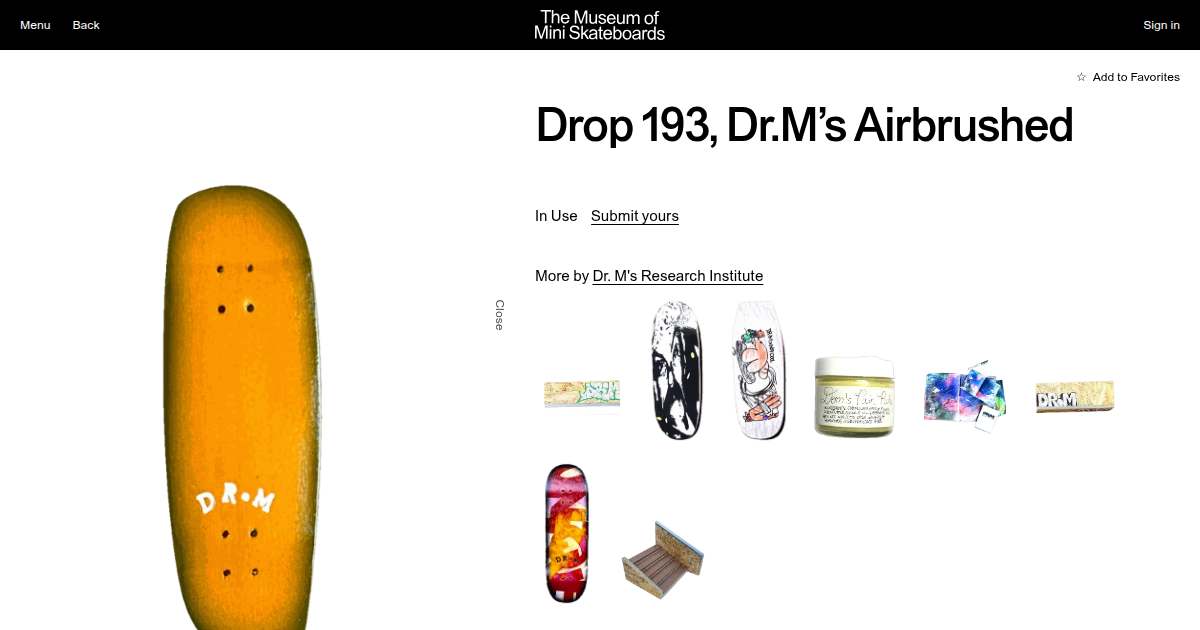 Menu
Back
The Museum of
Mini Skateboards
Sign in
☆ Add to Favorites
Drop 193, Dr.M’s Airbrushed
In Use Submit yours
More by Dr. M's Research Institute
Close
DR•M
DRM